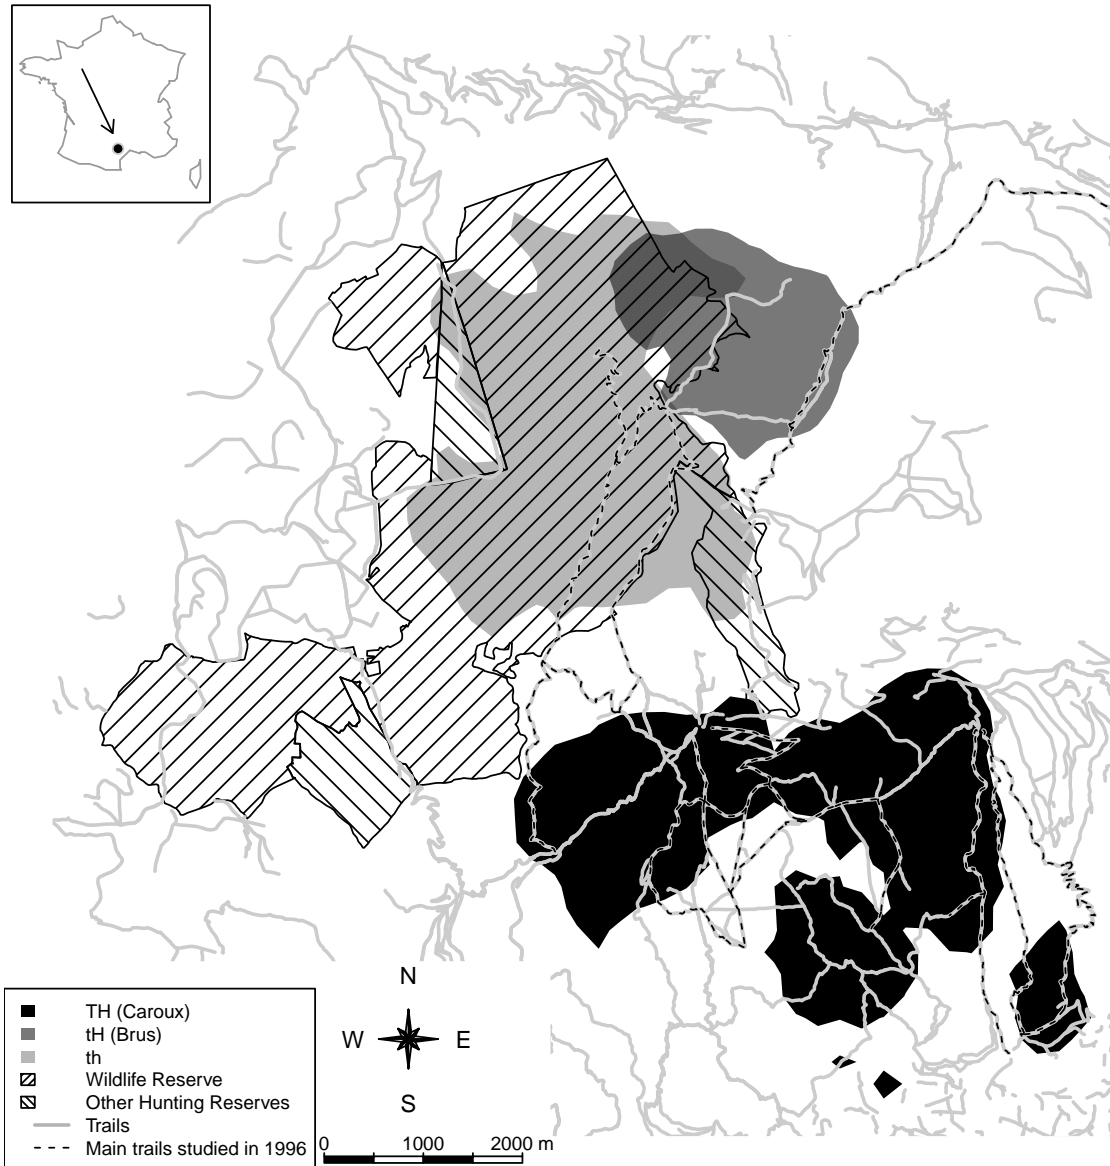 N
W E
S
TH (Caroux)
tH (Brus)
th
Wildlife Reserve
Other Hunting Reserves
Trails
Main trails studied in 1996
0 1000 2000 m